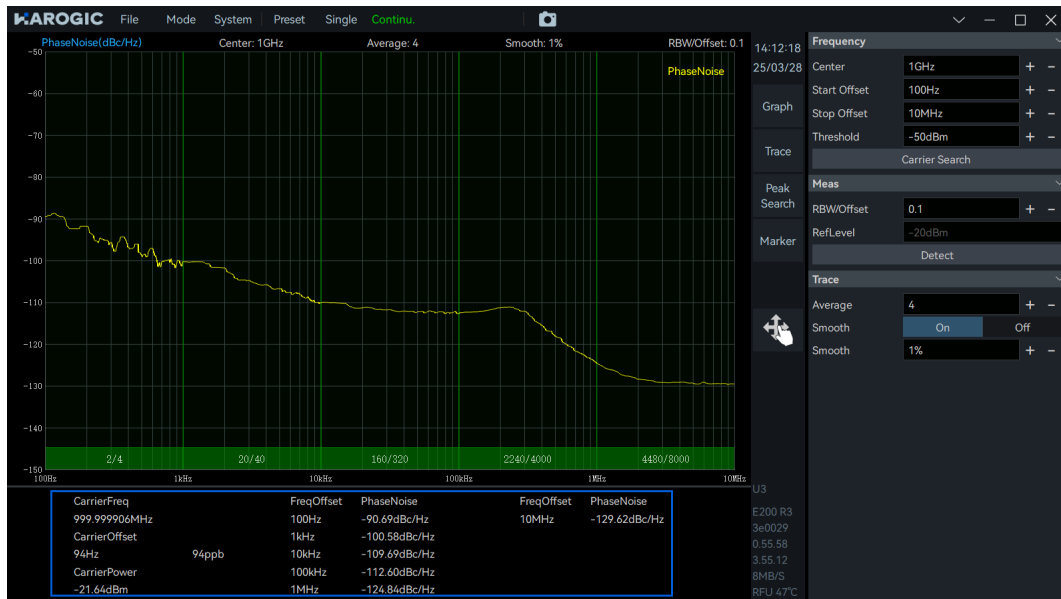 HAROGIC File Mode System Preset Single Continu.
PhaseNoise(dBc/Hz) Center: 1GHz Average: 4 Smooth: 1% RBW/Offset: 0.1
PhaseNoise
-50
-60
-70
-80
-90
-100
-110
-120
-130
-140
-150
2/4 20/40 160/320 2240/4000 4480/8000
100Hz 1kHz 10kHz 100kHz 1MHz 10MHz
CarrierFreq FreqOffset PhaseNoise FreqOffset PhaseNoise
999.999906MHz 100Hz -90.69dBc/Hz 10MHz -129.62dBc/Hz
CarrierOffset 1kHz -100.58dBc/Hz
94Hz 94ppb 10kHz -109.69dBc/Hz
CarrierPower 100kHz -112.60dBc/Hz
-21.64dBm 1MHz -124.84dBc/Hz
14:12:18
25/03/28
Graph
Trace
Peak
Search
Marker
U3
E200 R3
3e0029
0.55.58
3.55.12
8MB/S
RFU 47℃
Frequency
Center 1GHz + -
Start Offset 100Hz + -
Stop Offset 10MHz + -
Threshold -50dBm + -
Carrier Search
Meas
RBW/Offset 0.1 + -
RefLevel -20dBm
Detect
Trace
Average 4 + -
Smooth On Off
Smooth 1% + -